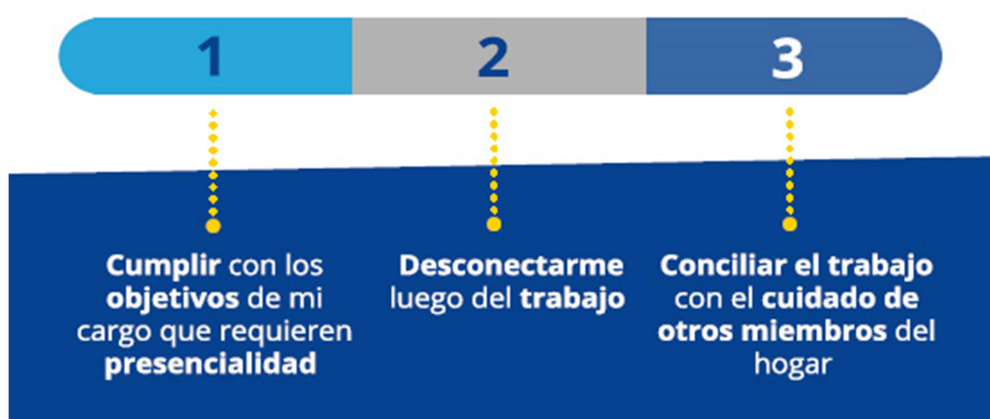 1
2
3
Cumplir con los
objetivos de mi
cargo que requieren
presencialidad
Desconectarme
luego del trabajo
Conciliar el trabajo
con el cuidado de
otros miembros del
hogar